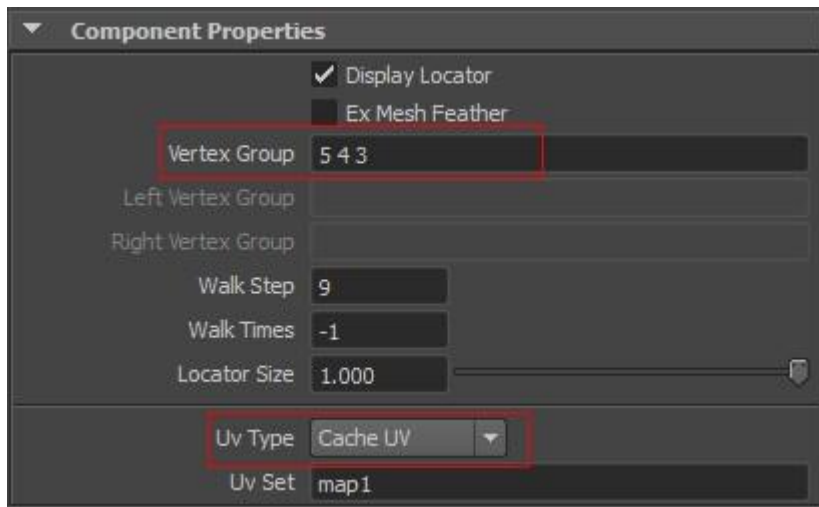 Component Properties
Display Locator
Ex Mesh Feather
Vertex Group 5 4 3
Left Vertex Group
Right Vertex Group
Walk Step 9
Walk Times -1
Locator Size 1.000
Uv Type Cache UV
Uv Set map1